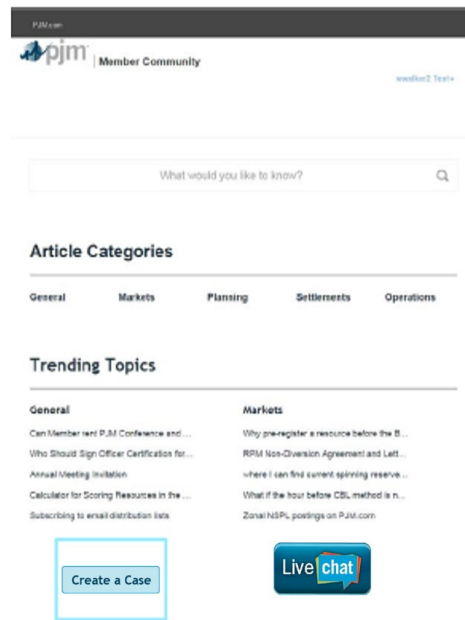 PJM.com
pjm | Member Community
What would you like to know?
Article Categories
General Markets Planning Settlements Operations
Trending Topics
General
Can Member rent PJM Conference and ...
Who Should Sign Officer Certification for...
Annual Meeting Invitation
Calculator for Scoring Resources in the ...
Subscribing to email distribution lists
Markets
Why pre-register a resource before the B...
RPM Non-Diversion Agreement and Lett...
where I can find current spinning reserve...
What if the hour before CBL method is n...
Zonal NSPL postings on PJM.com
Create a Case
Live chat